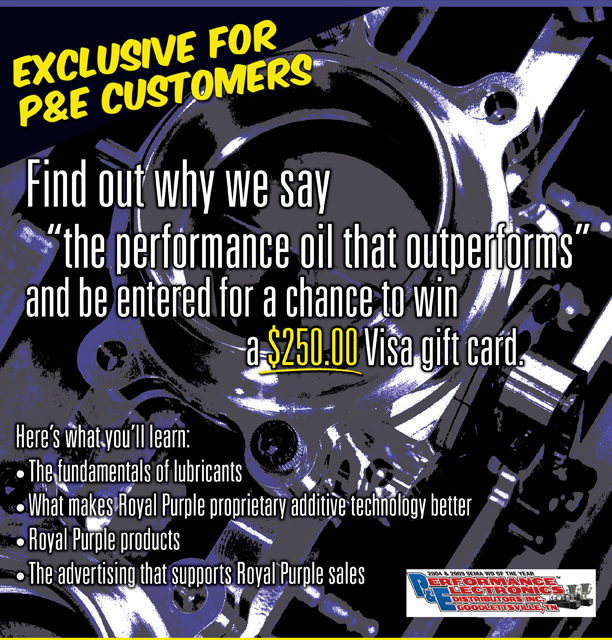 EXCLUSIVE FOR
P&E CUSTOMERS
Find out why we say
“the performance oil that outperforms”
and be entered for a chance to win
a $250.00 Visa gift card.
Here’s what you’ll learn:
• The fundamentals of lubricants
• What makes Royal Purple proprietary additive technology better
• Royal Purple products
• The advertising that supports Royal Purple sales
2004 & 2009 SEMA WD OF THE YEAR
PERFORMANCE
& ELECTRONICS
DISTRIBUTORS INC.
GOODLETTSVILLE, TN